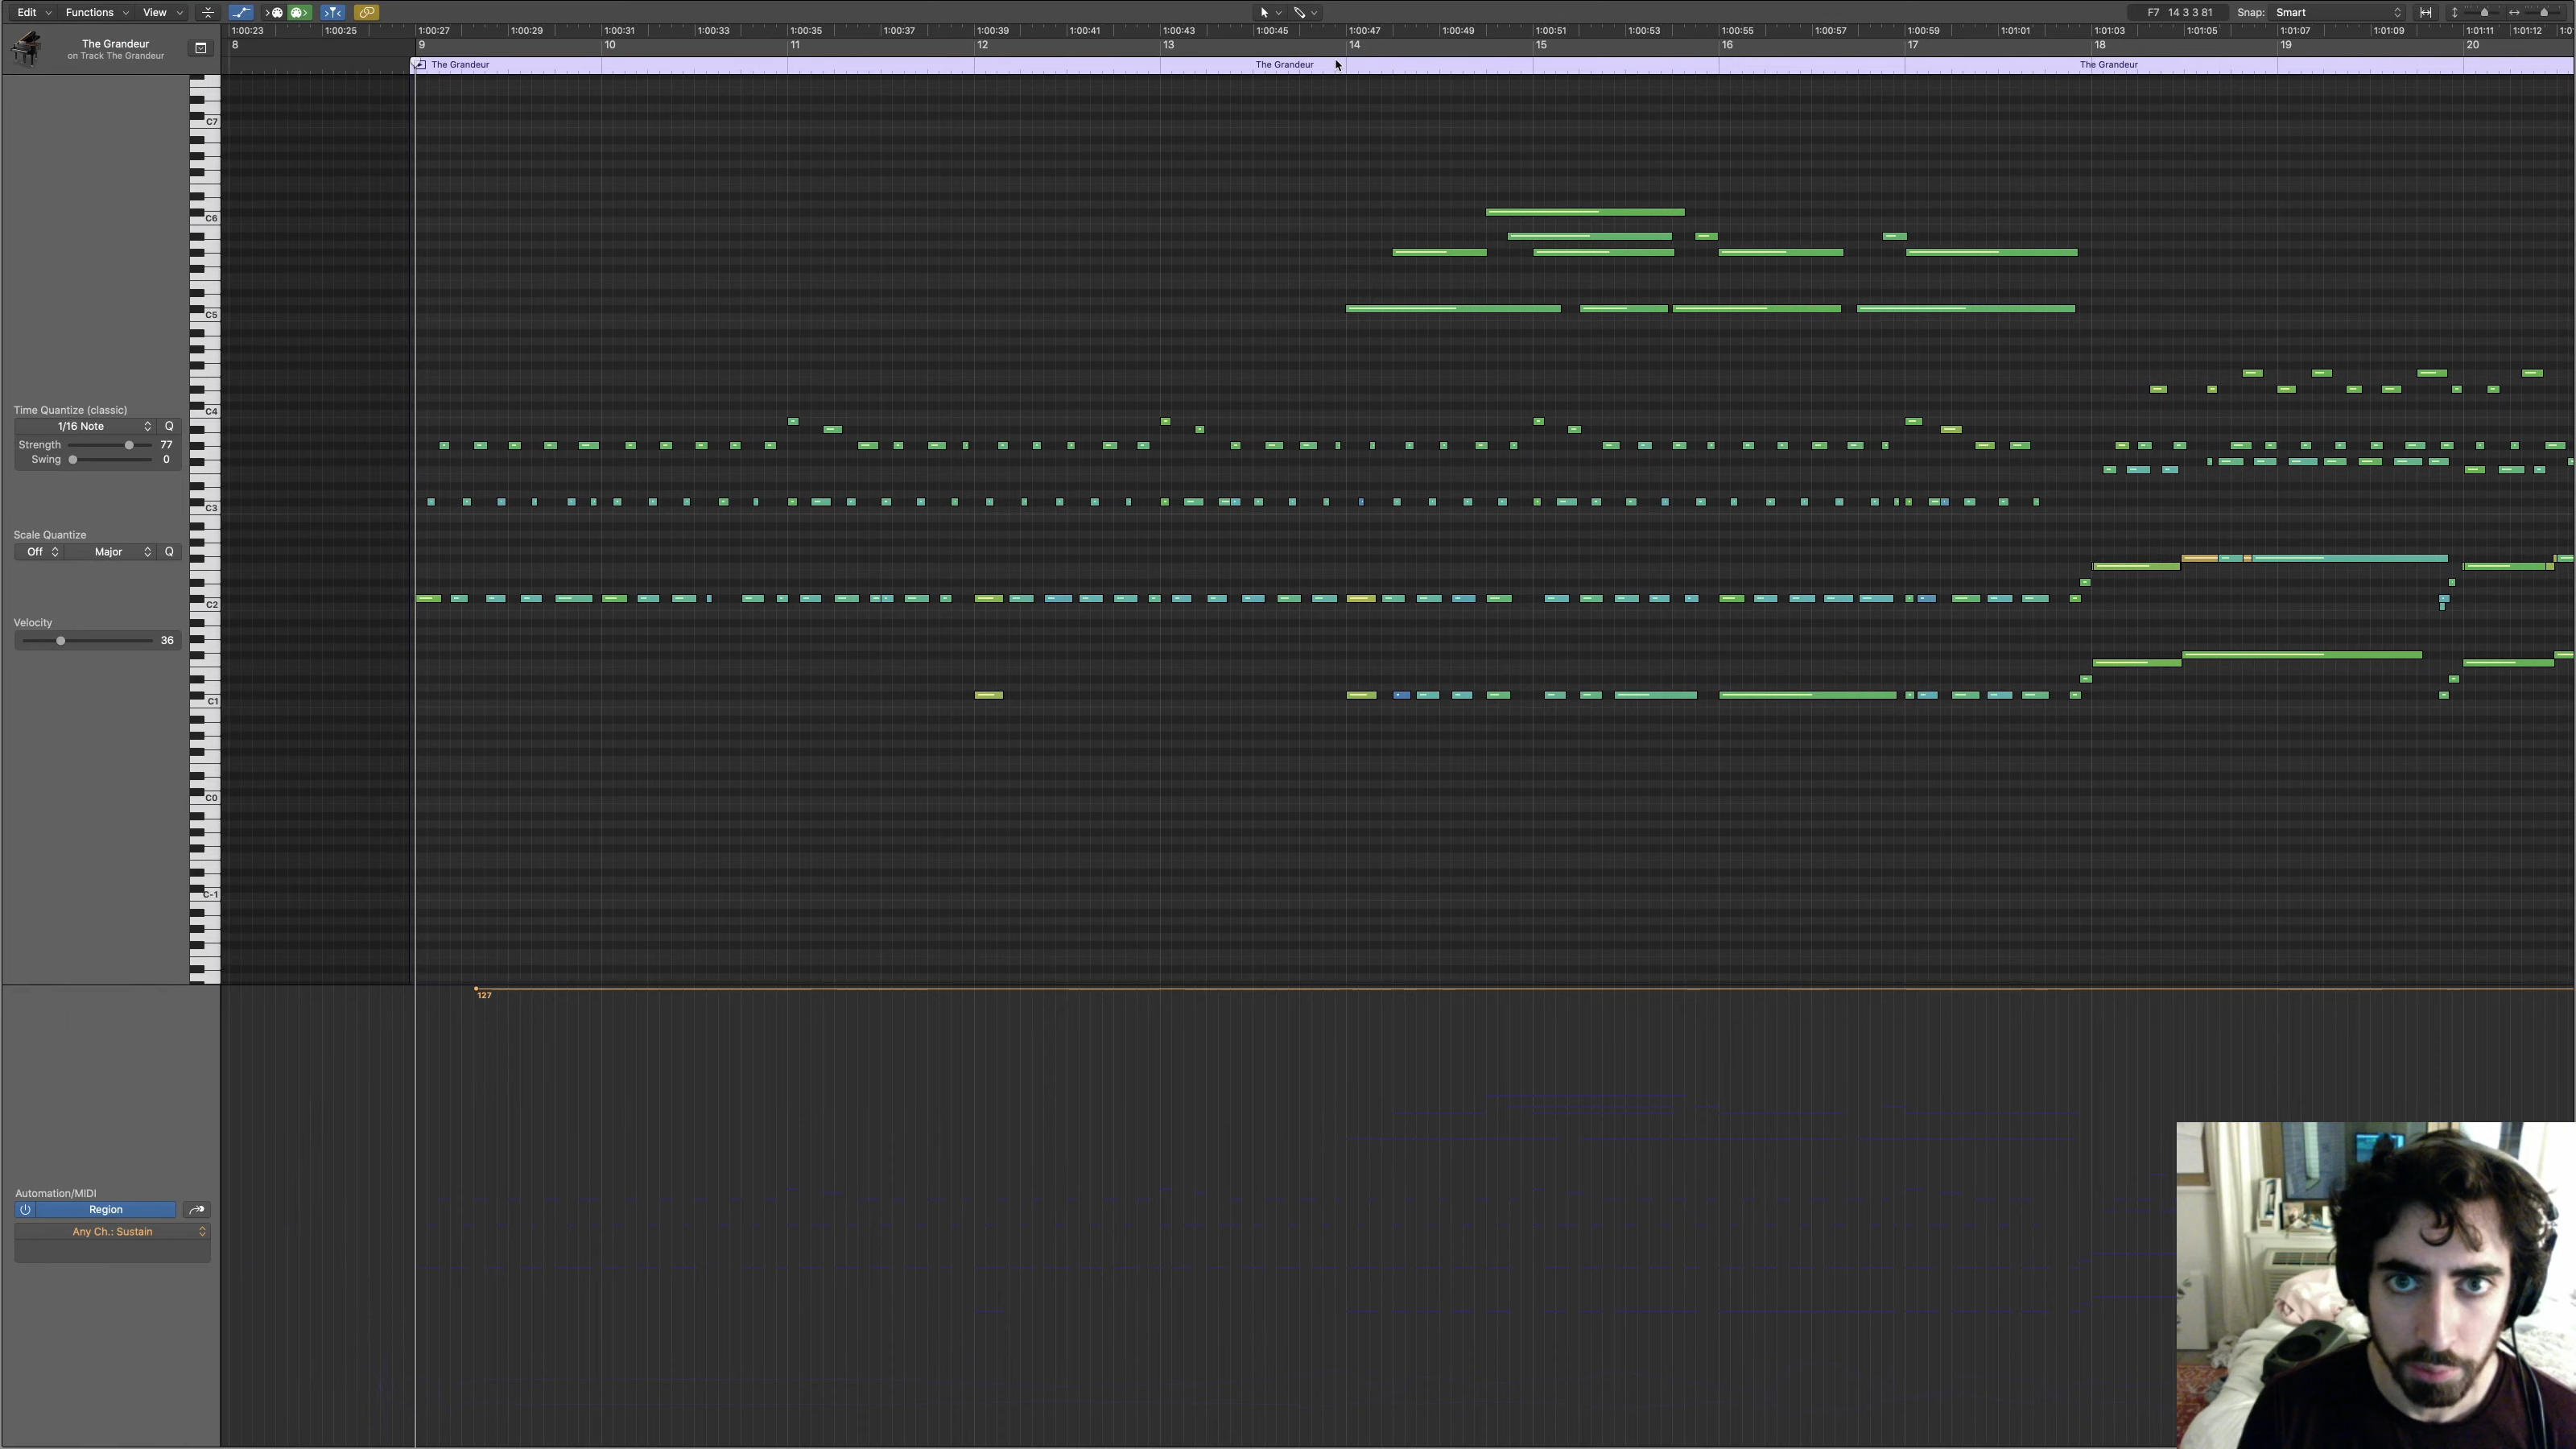 Edit Functions View F7 14 3 3 81 Snap: Smart
1:00:23 1:00:25 1:00:27 1:00:29 1:00:31 1:00:33 1:00:35 1:00:37 1:00:39 1:00:41 1:00:43 1:00:45 1:00:47 1:00:49 1:00:51 1:00:53 1:00:55 1:00:57 1:00:59 1:01:01 1:01:03 1:01:05 1:01:07 1:01:09 1:01:11 1:01:12 1:0
8 9 10 11 12 13 14 15 16 17 18 19 20
The Grandeur
on Track The Grandeur
The Grandeur The Grandeur The Grandeur
C7
C6
C5
C4
C3
C2
C1
C0
C-1
Time Quantize (classic)
1/16 Note Q
Strength 77
Swing 0
Scale Quantize
Off Major Q
Velocity
36
127
Automation/MIDI
Region
Any Ch.: Sustain